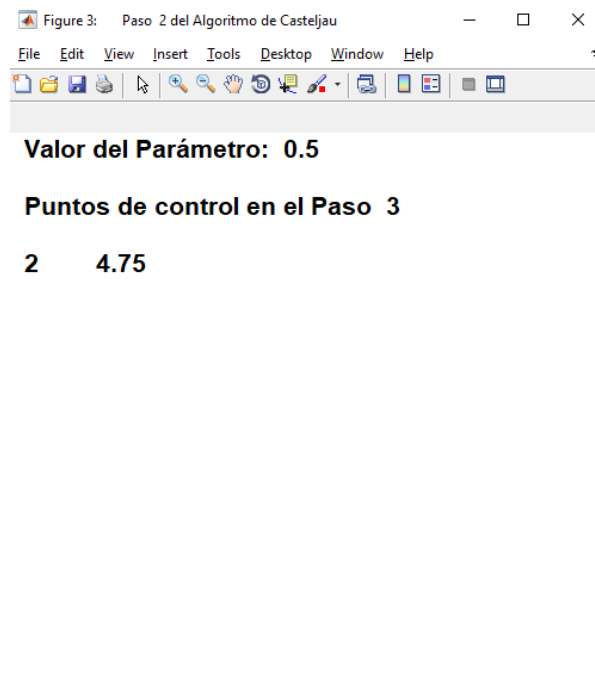 Figure 3: Paso 2 del Algoritmo de Casteljau
File Edit View Insert Tools Desktop Window Help
Valor del Parámetro: 0.5
Puntos de control en el Paso 3
2 4.75